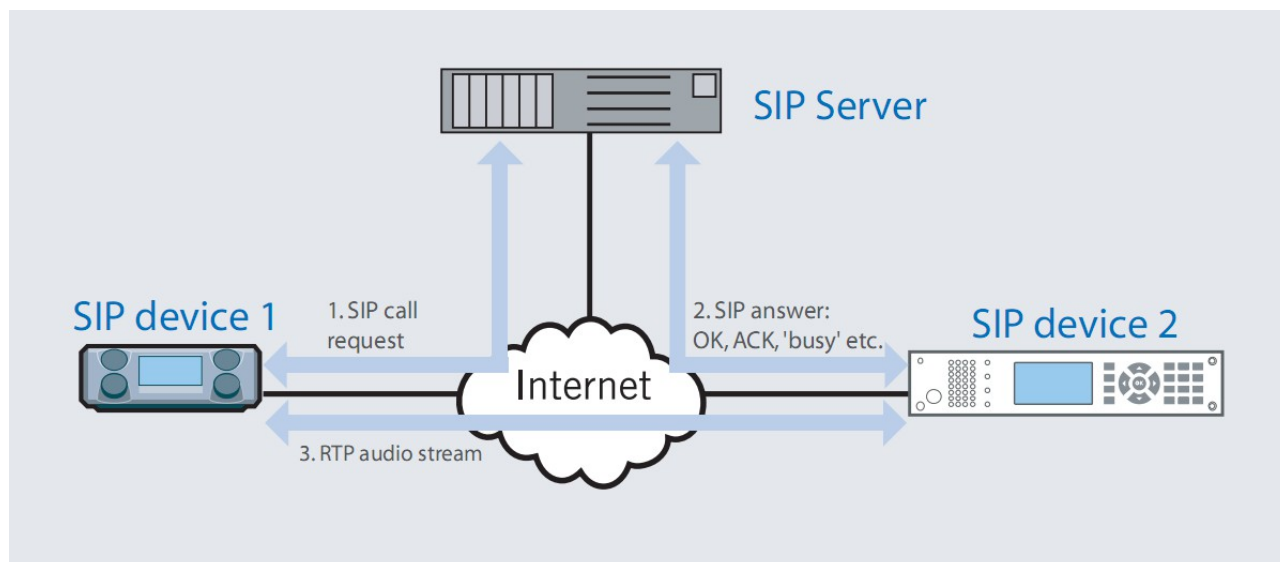 SIP Server
SIP device 1
1. SIP call
request
2. SIP answer:
OK, ACK, 'busy' etc.
SIP device 2
Internet
OK
3. RTP audio stream